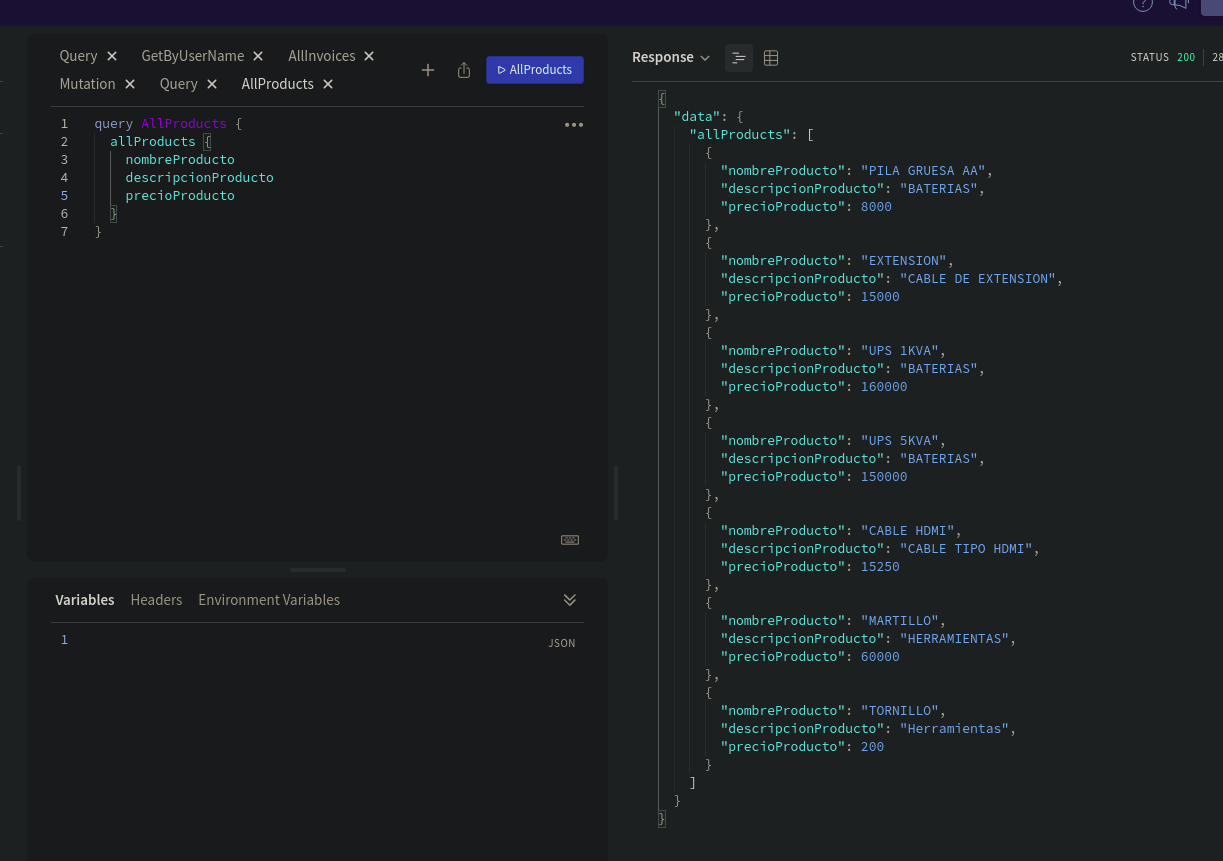 Query ✕ GetByUserName ✕ AllInvoices ✕
Mutation ✕ Query ✕ AllProducts ✕
+ AllProducts
1 query AllProducts {
2 allProducts {
3 nombreProducto
4 descripcionProducto
5 precioProducto
6 }
7 }
Variables Headers Environment Variables
1
JSON
Response
STATUS 200 28
{
"data": {
"allProducts": [
{
"nombreProducto": "PILA GRUESA AA",
"descripcionProducto": "BATERIAS",
"precioProducto": 8000
},
{
"nombreProducto": "EXTENSION",
"descripcionProducto": "CABLE DE EXTENSION",
"precioProducto": 15000
},
{
"nombreProducto": "UPS 1KVA",
"descripcionProducto": "BATERIAS",
"precioProducto": 160000
},
{
"nombreProducto": "UPS 5KVA",
"descripcionProducto": "BATERIAS",
"precioProducto": 150000
},
{
"nombreProducto": "CABLE HDMI",
"descripcionProducto": "CABLE TIPO HDMI",
"precioProducto": 15250
},
{
"nombreProducto": "MARTILLO",
"descripcionProducto": "HERRAMIENTAS",
"precioProducto": 60000
},
{
"nombreProducto": "TORNILLO",
"descripcionProducto": "Herramientas",
"precioProducto": 200
}
]
}
}